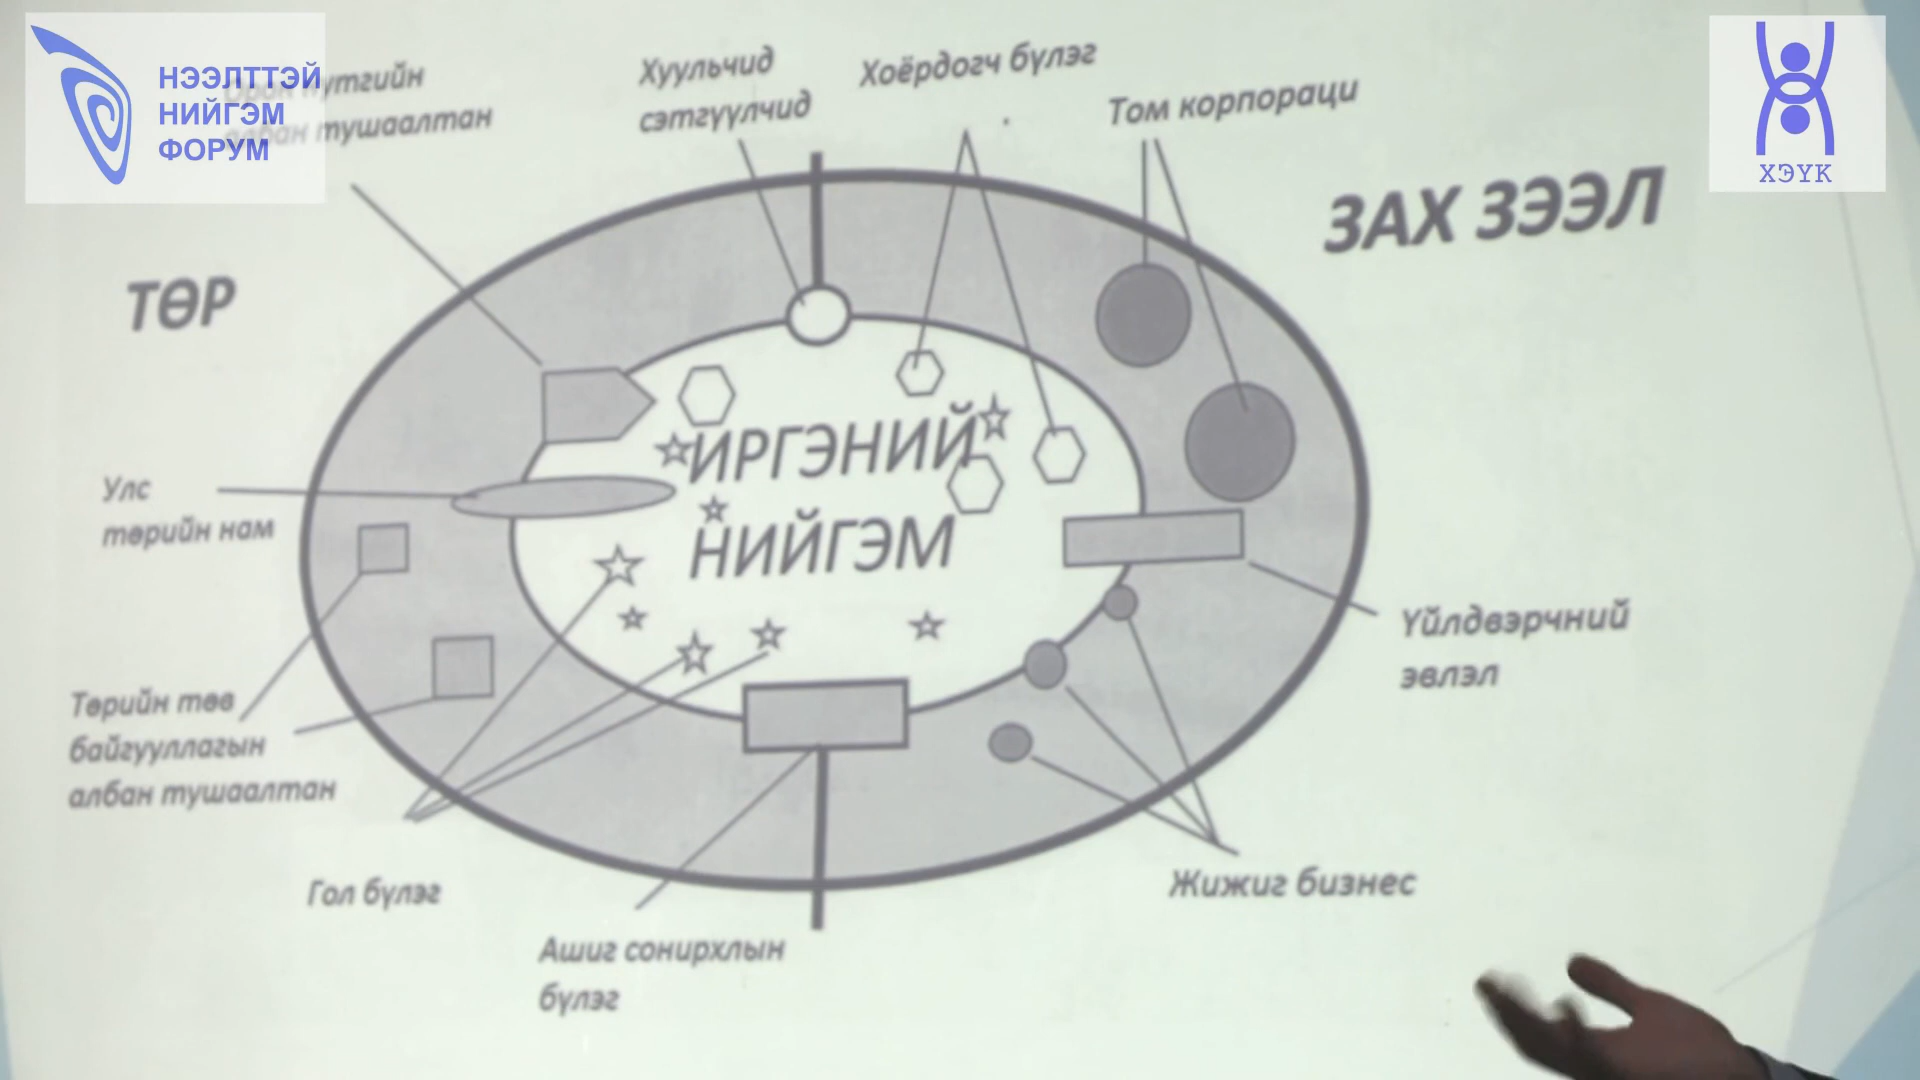 НЭЭЛТТЭЙ
НИЙГЭМ
ФОРУМ
нутгийн
албан тушаалтан
Хуульчид
сэтгүүлчид
Хоёрдогч бүлэг
Том корпораци
ХЭҮК
ЗАХ ЗЭЭЛ
ТӨР
ИРГЭНИЙ
НИЙГЭМ
Улс
төрийн нам
Үйлдвэрчний
эвлэл
Төрийн төв
байгууллагын
албан тушаалтан
Гол бүлэг
Жижиг бизнес
Ашиг сонирхлын
бүлэг